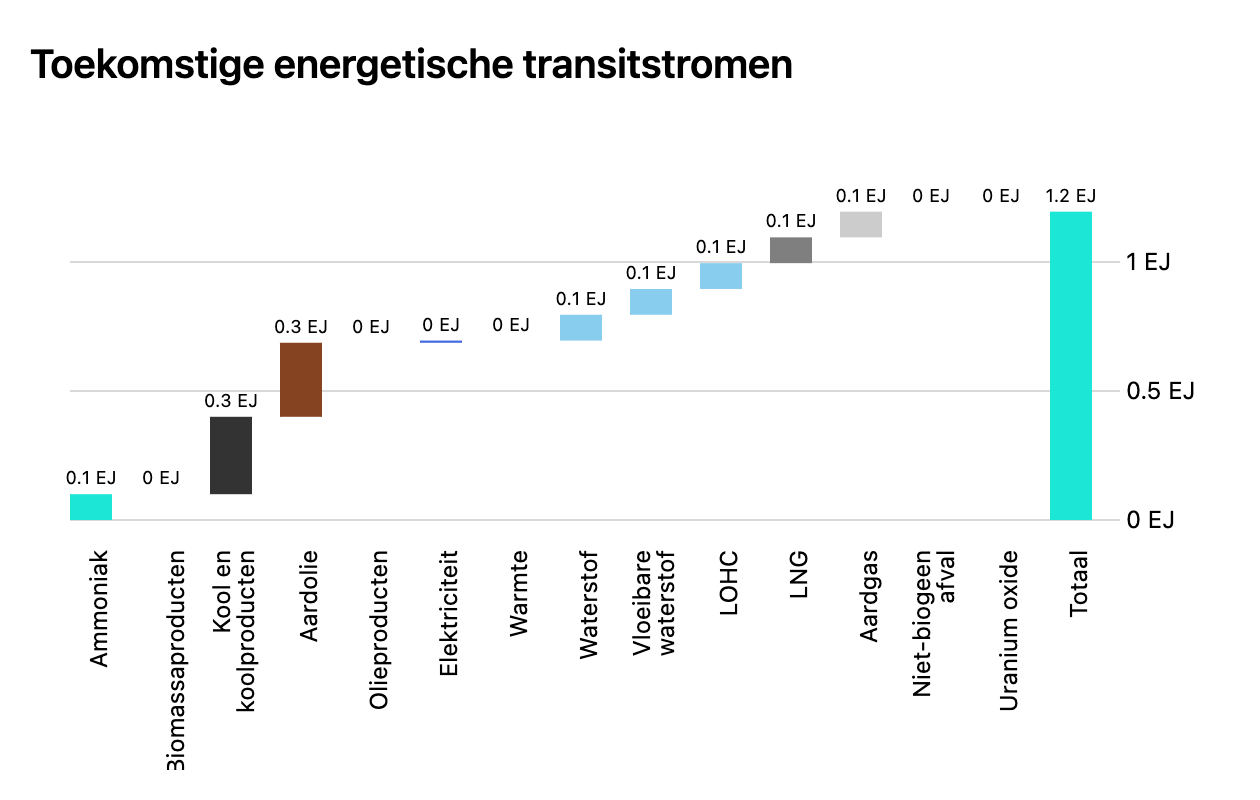 Toekomstige energetische transitstromen
0.1 EJ
0 EJ
0.3 EJ
0.3 EJ
0 EJ
0 EJ
0 EJ
0.1 EJ
0.1 EJ
0.1 EJ
0.1 EJ
0.1 EJ
0 EJ
0 EJ
1.2 EJ
1 EJ
0.5 EJ
0 EJ
Ammoniak
Biomassaproducten
Kool en
koolproducten
Aardolie
Olieproducten
Elektriciteit
Warmte
Waterstof
Vloeibare
waterstof
LOHC
LNG
Aardgas
Niet-biogeen
afval
Uranium oxide
Totaal